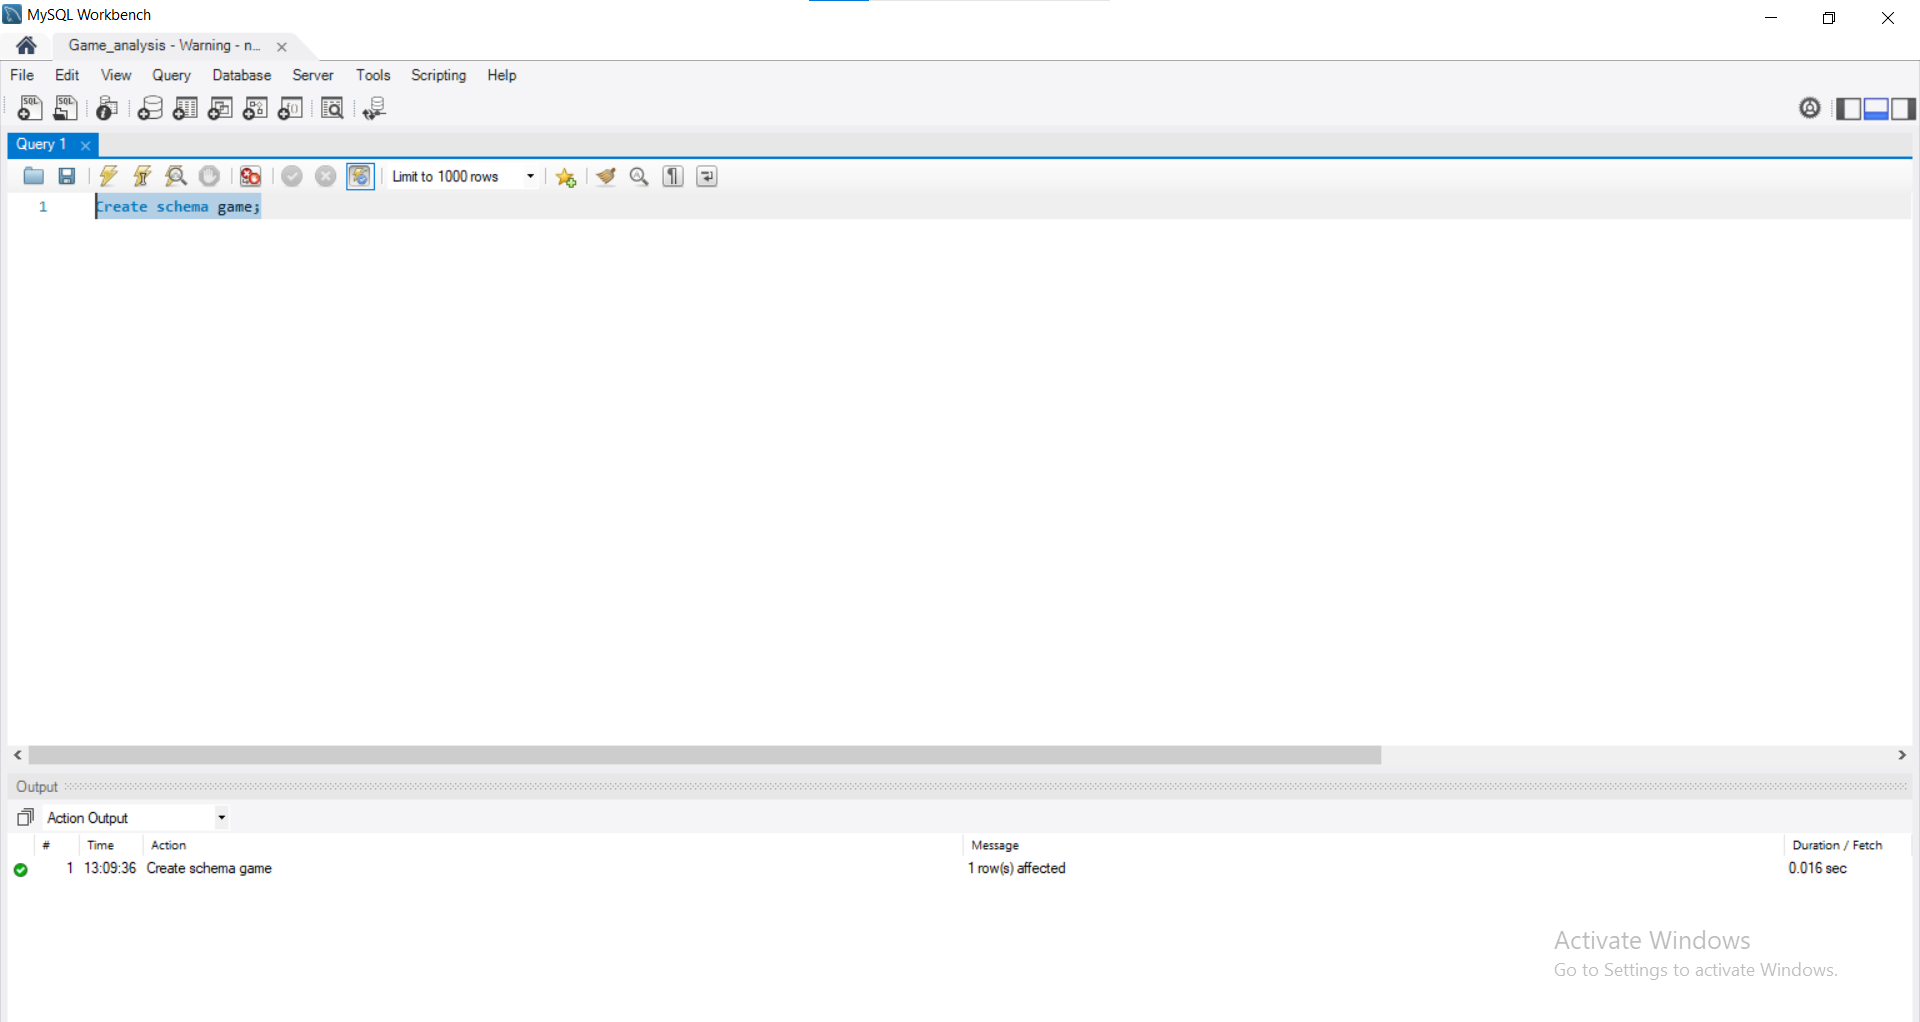 MySQL Workbench
Game_analysis - Warning - n...
File Edit View Query Database Server Tools Scripting Help
SQL SQL
Query 1
Limit to 1000 rows
1 Create schema game;
Output
Action Output
# Time Action Message Duration / Fetch
1 13:09:36 Create schema game 1 row(s) affected 0.016 sec
Activate Windows
Go to Settings to activate Windows.